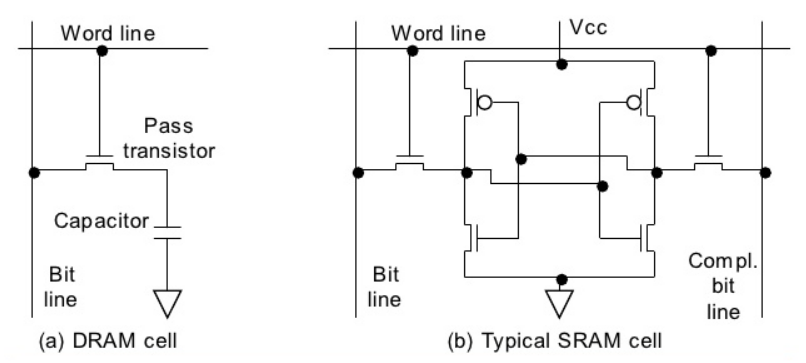 Word line
Pass
transistor
Capacitor
Bit
line
(a) DRAM cell
Word line
Vcc
Bit
line
Compl.
bit
line
(b) Typical SRAM cell